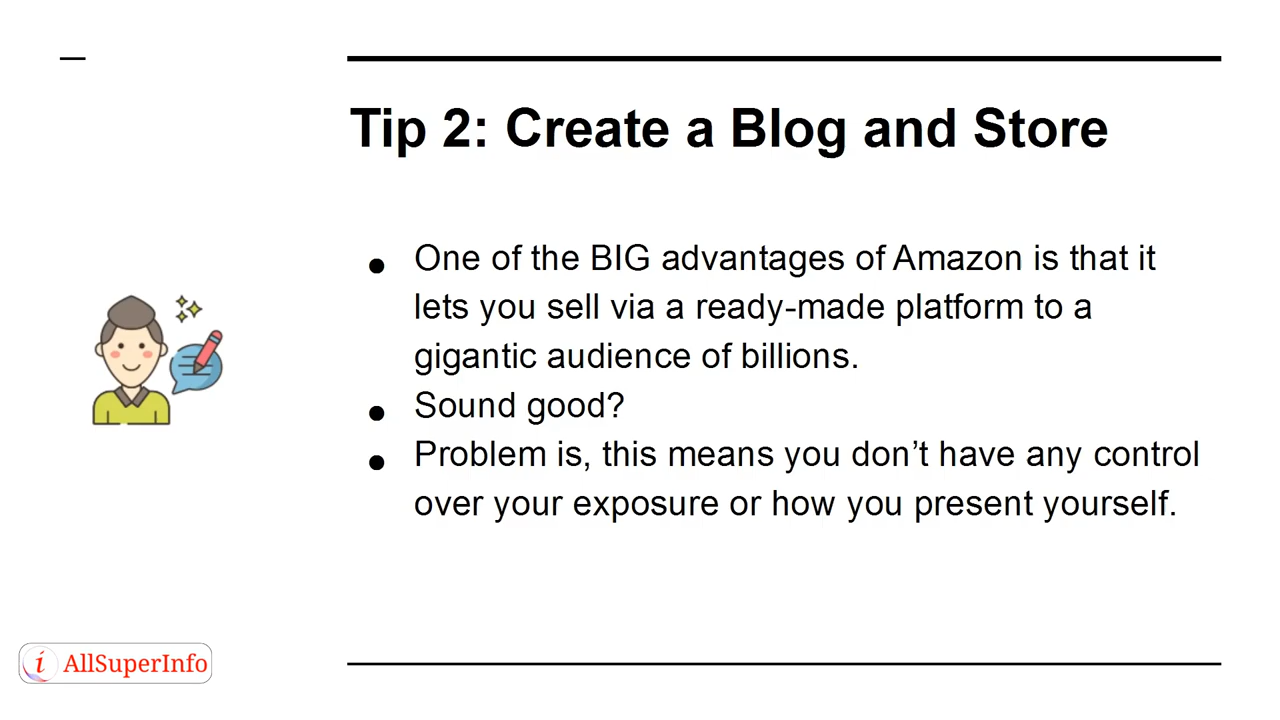 Tip 2: Create a Blog and Store
● One of the BIG advantages of Amazon is that it
lets you sell via a ready-made platform to a
gigantic audience of billions.
● Sound good?
● Problem is, this means you don’t have any control
over your exposure or how you present yourself.
i AllSuperInfo